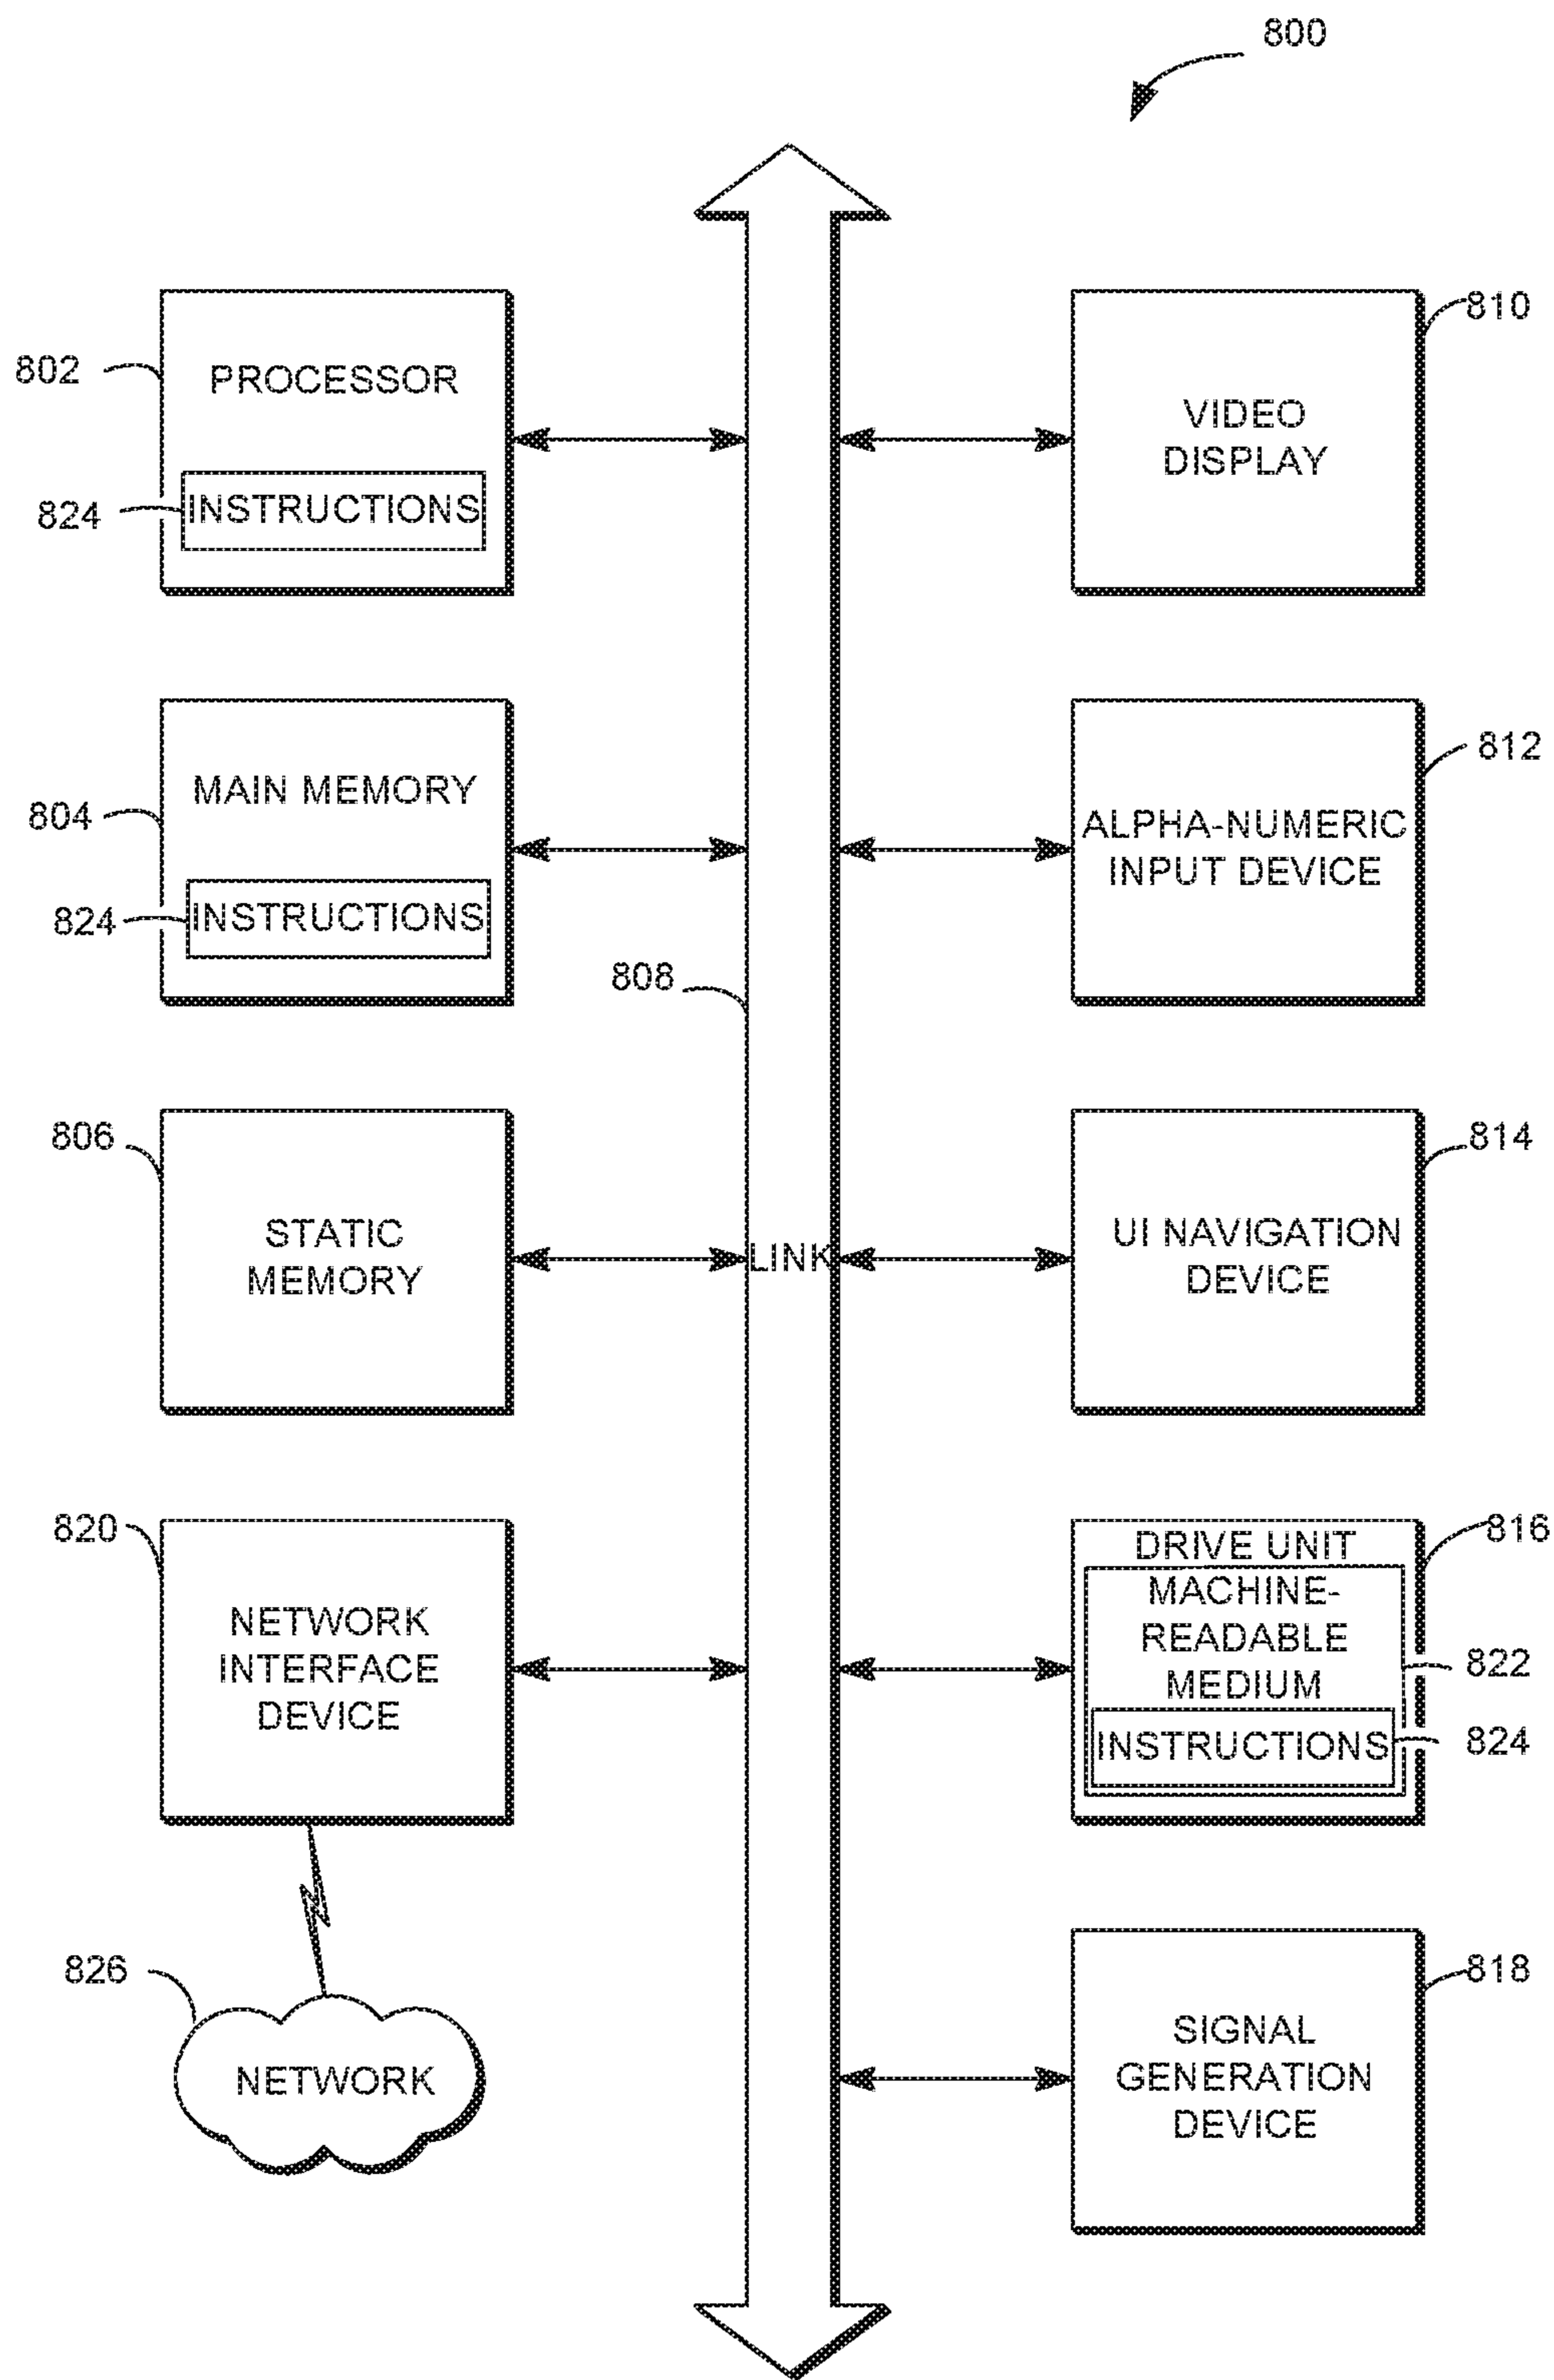 800
802
PROCESSOR
824
INSTRUCTIONS
810
VIDEO
DISPLAY
804
MAIN MEMORY
824
INSTRUCTIONS
812
ALPHA-NUMERIC
INPUT DEVICE
808
LINK
806
STATIC
MEMORY
814
UI NAVIGATION
DEVICE
820
NETWORK
INTERFACE
DEVICE
816
DRIVE UNIT
MACHINE-
READABLE
MEDIUM
822
INSTRUCTIONS
824
826
NETWORK
818
SIGNAL
GENERATION
DEVICE